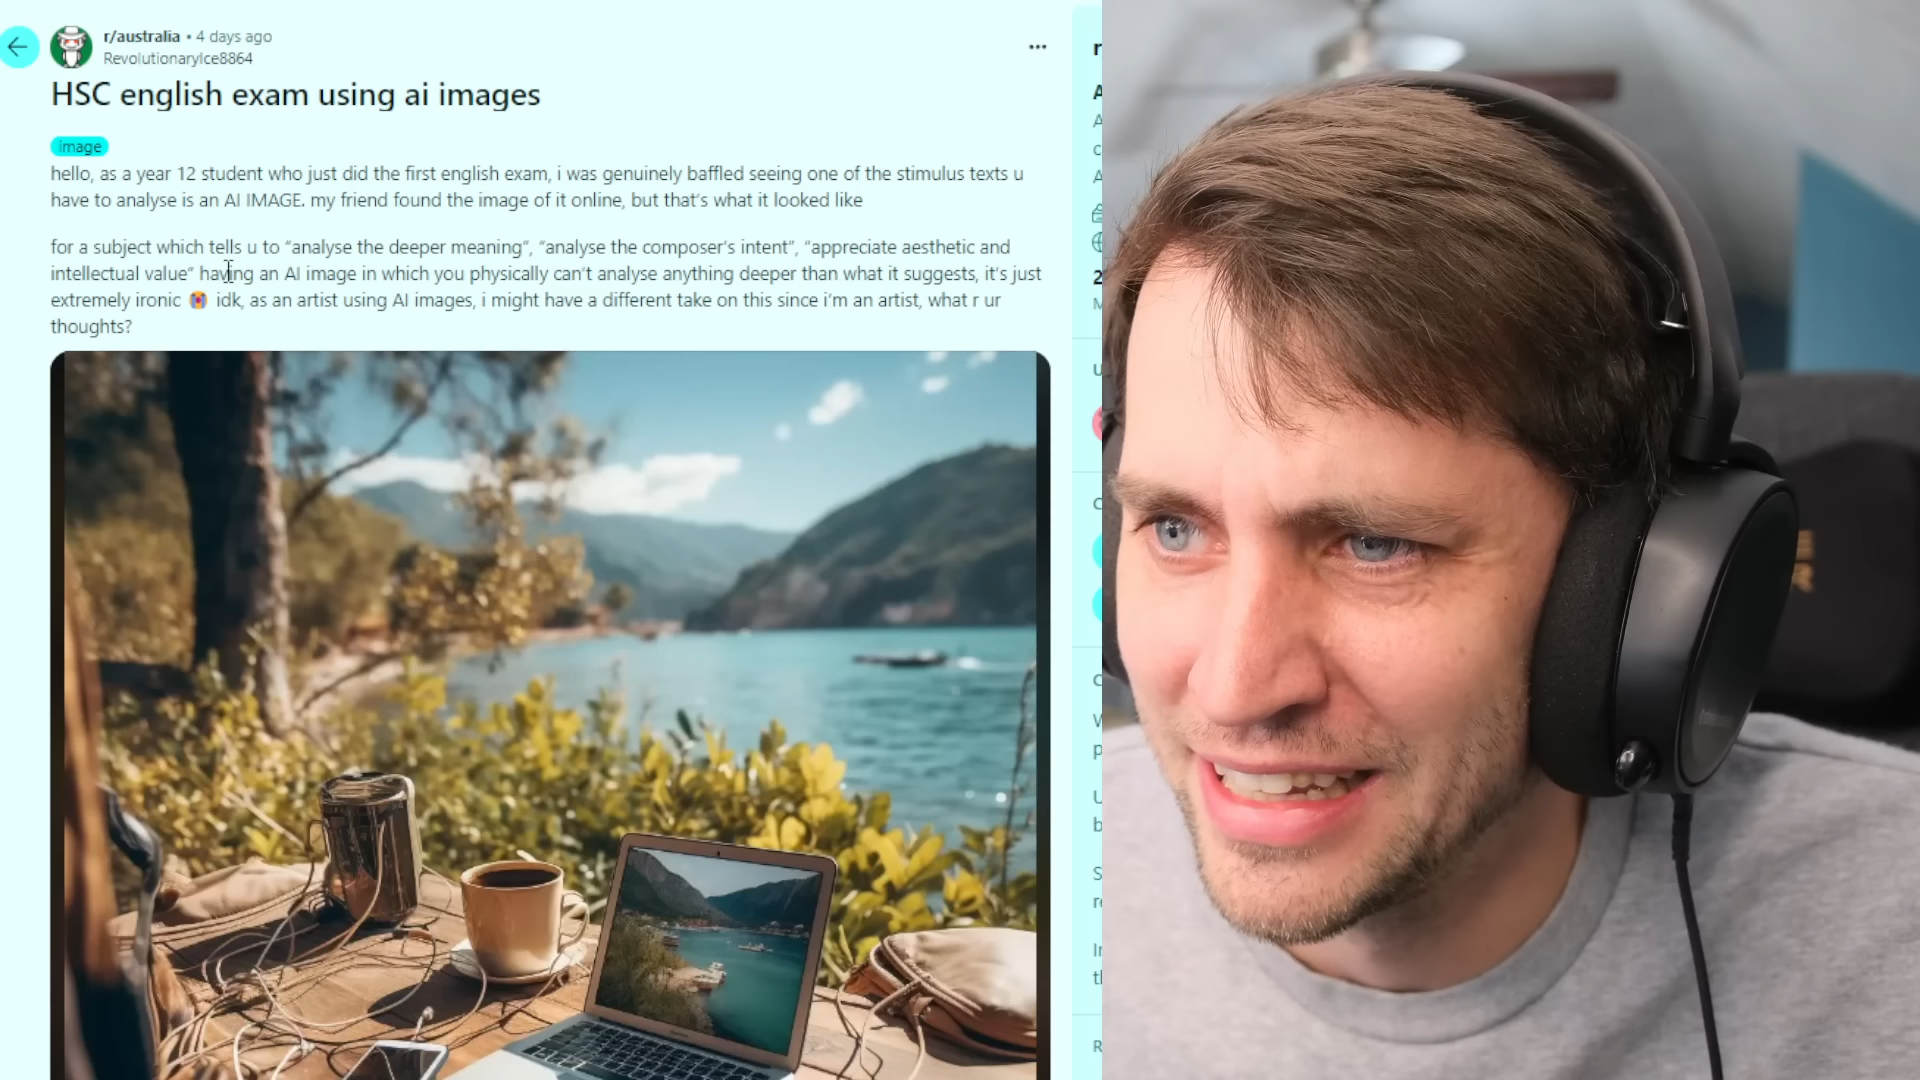 r/australia • 4 days ago
RevolutionaryIce8864
HSC english exam using ai images
image
hello, as a year 12 student who just did the first english exam, i was genuinely baffled seeing one of the stimulus texts u
have to analyse is an AI IMAGE. my friend found the image of it online, but that's what it looked like
for a subject which tells u to “analyse the deeper meaning”, “analyse the composer's intent”, “appreciate aesthetic and
intellectual value” having an AI image in which you physically can't analyse anything deeper than what it suggests, it's just
extremely ironic 😭 idk, as an artist using AI images, i might have a different take on this since i'm an artist, what r ur
thoughts?